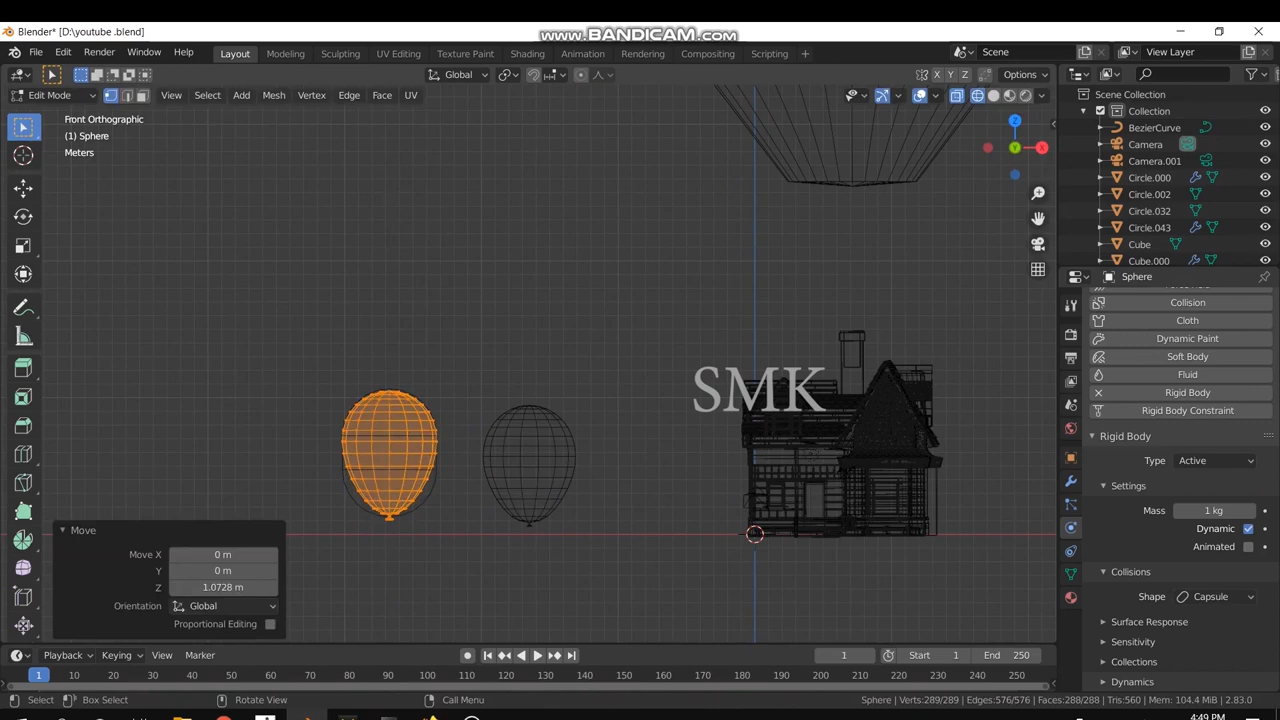 Blender* [D:\youtube .blend]
www.BANDICAM.com
File Edit Render Window Help
Layout Modeling Sculpting UV Editing Texture Paint Shading Animation Rendering Compositing Scripting +
Scene
View Layer
Global
X Y Z
Options
Edit Mode
View Select Add Mesh Vertex Edge Face UV
Front Orthographic
(1) Sphere
Meters
Z
Y
X
SMK
Move
Move X 0 m
Y 0 m
Z 1.0728 m
Orientation Global
Proportional Editing
Scene Collection
Collection
BezierCurve
Camera
Camera.001
Circle.000
Circle.002
Circle.032
Circle.043
Cube
Cube.000
Sphere
Collision
Cloth
Dynamic Paint
Soft Body
Fluid
Rigid Body
Rigid Body Constraint
Rigid Body
Type Active
Settings
Mass 1 kg
Dynamic
Animated
Collisions
Shape Capsule
Surface Response
Sensitivity
Collections
Dynamics
Playback Keying View Marker
1
Start 1
End 250
1 10 20 30 40 50 60 70 80 90 100 110 120 130 140 150 160 170 180 190 200 210 220 230 240 250
Select Box Select Rotate View Call Menu
Sphere | Verts:289/289 | Edges:576/576 | Faces:288/288 | Tris:560 | Mem: 104.4 MiB | 2.83.0
4:49 PM